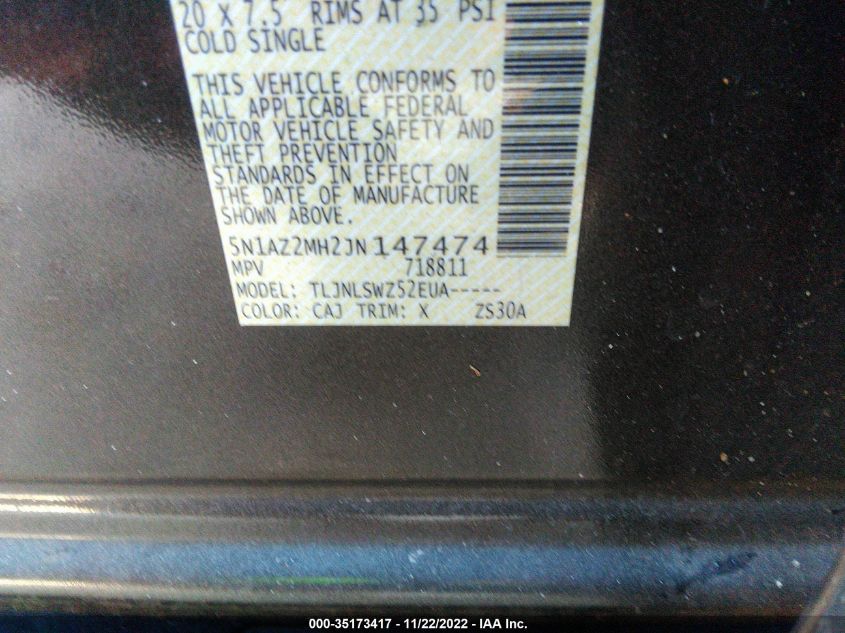 20 X 7.5 RIMS AT 35 PSI
COLD SINGLE
THIS VEHICLE CONFORMS TO
ALL APPLICABLE FEDERAL
MOTOR VEHICLE SAFETY AND
THEFT PREVENTION
STANDARDS IN EFFECT ON
THE DATE OF MANUFACTURE
SHOWN ABOVE.
5N1AZ2MH2JN147474
MPV 718811
MODEL: TLJNLSWZ52EUA-----
COLOR: CAJ TRIM: X ZS30A
000-35173417 - 11/22/2022 - IAA Inc.